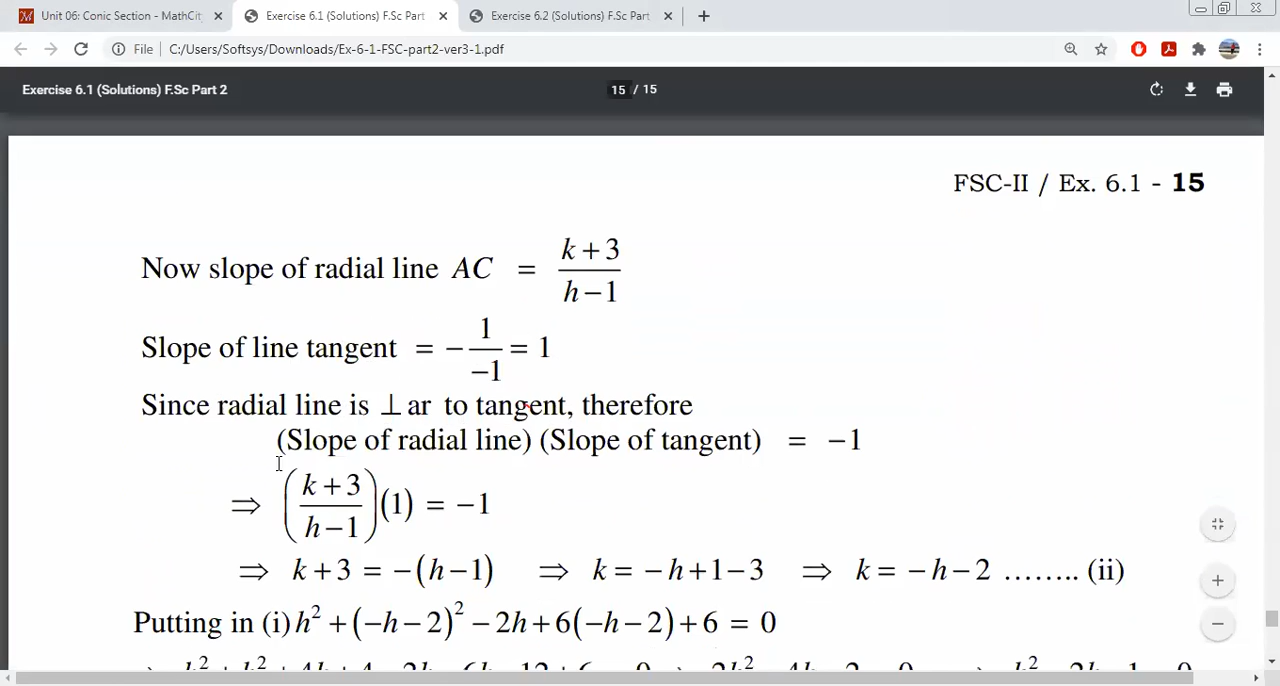 Unit 06: Conic Section - MathCit
Exercise 6.1 (Solutions) F.Sc Part
Exercise 6.2 (Solutions) F.Sc Part
File
C:/Users/Softsys/Downloads/Ex-6-1-FSC-part2-ver3-1.pdf
Exercise 6.1 (Solutions) F.Sc Part 2
15 / 15
FSC-II / Ex. 6.1 - 15
Now slope of radial line AC = (k+3)/(h−1)
Slope of line tangent = −1/−1 = 1
Since radial line is ⊥ar to tangent, therefore
(Slope of radial line) (Slope of tangent) = −1
⇒ ((k+3)/(h−1))(1) = −1
⇒ k+3 = −(h−1) ⇒ k = −h+1−3 ⇒ k = −h−2 ........ (ii)
Putting in (i) h² + (−h−2)² − 2h + 6(−h−2) + 6 = 0